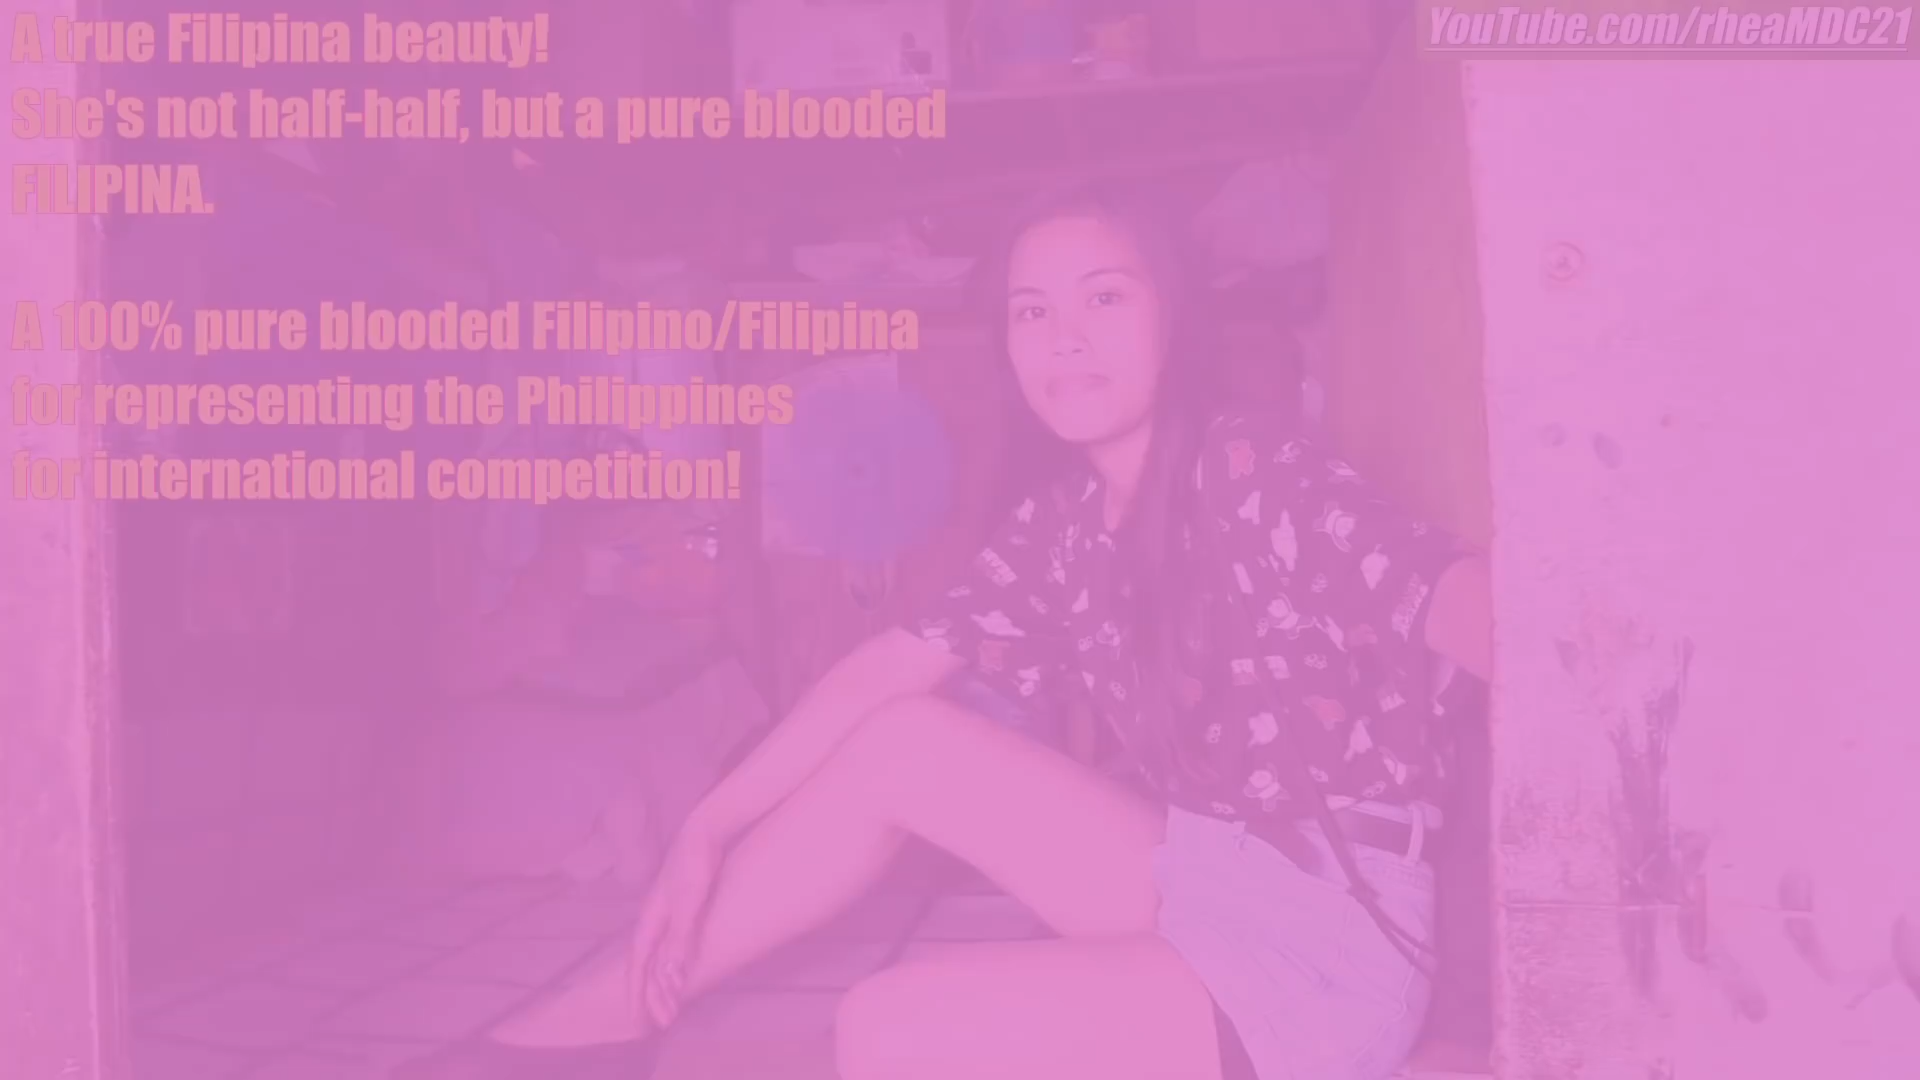 A true Filipina beauty!
YouTube.com/rheaMDC21
She's not half-half, but a pure blooded
FILIPINA.
A 100% pure blooded Filipino/Filipina
for representing the Philippines
for international competition!